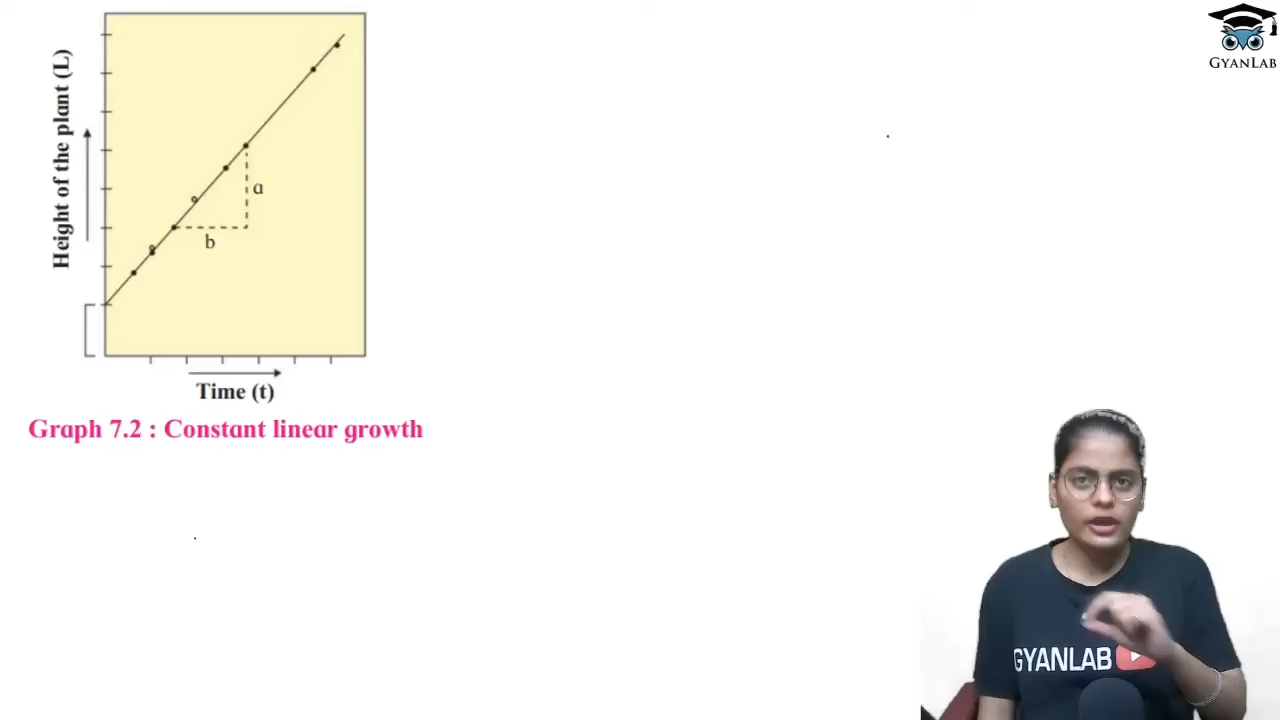 Height of the plant (L)
a
b
Time (t)
Graph 7.2 : Constant linear growth
GYANLAB
GYANLAB